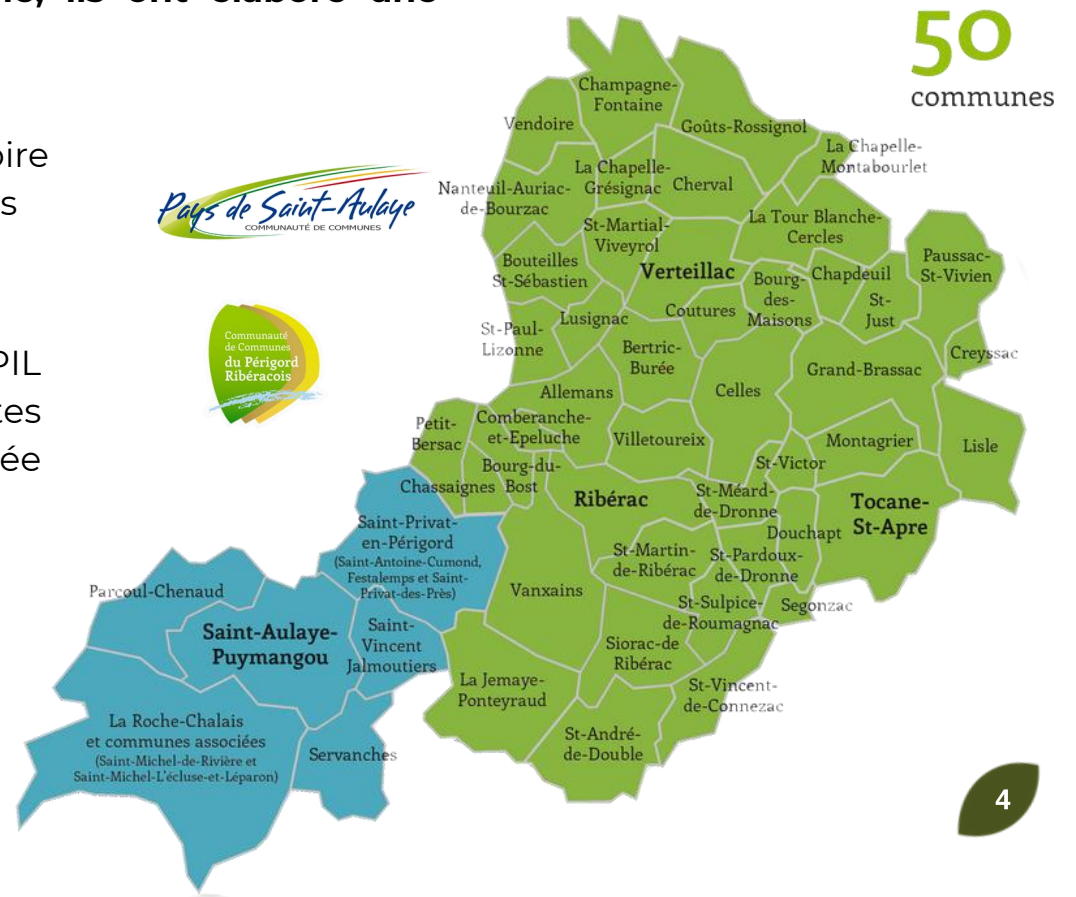 ils ont élaboré une
oire
s
PIL
tes
ée
Pays de Saint-Aulaye
COMMUNAUTÉ DE COMMUNES
Communauté
de Communes
du Périgord
Ribéracois
50
communes
Champagne-
Fontaine
Vendoire
Goûts-Rossignol
La Chapelle-
Montabourlet
La Chapelle-
Grésignac
Cherval
Nanteuil-Auriac-
de-Bourzac
St-Martial-
Viveyrol
La Tour Blanche-
Cercles
Paussac-
St-Vivien
Bouteilles
St-Sébastien
Verteillac
Bourg-
des-
Maisons
Chapdeuil
St-
Just
Coutures
Lusignac
St-Paul-
Lizonne
Bertric-
Burée
Creyssac
Grand-Brassac
Celles
Allemans
Petit-
Bersac
Comberanche-
et-Epeluche
Villetoureix
Montagrier
Lisle
St-Victor
Bourg-du-
Bost
Chassaignes
Ribérac
St-Méard-
de-Dronne
Tocane-
St-Apre
Douchapt
Saint-Privat-
en-Périgord
(Saint-Antoine-Cumond,
Festalemps et Saint-
Privat-des-Près)
St-Martin-
de-Ribérac
St-Pardoux-
de-Dronne
Parcoul-Chenaud
Vanxains
St-Sulpice-
de-Roumagnac
Segonzac
Saint-Aulaye-
Puymangou
Saint-
Vincent
Jalmoutiers
Siorac-de
Ribérac
La Jemaye-
Ponteyraud
St-Vincent-
de-Connezac
La Roche-Chalais
et communes associées
(Saint-Michel-de-Rivière et
Saint-Michel-L'écluse-et-Léparon)
Servanches
St-André-
de-Double
4